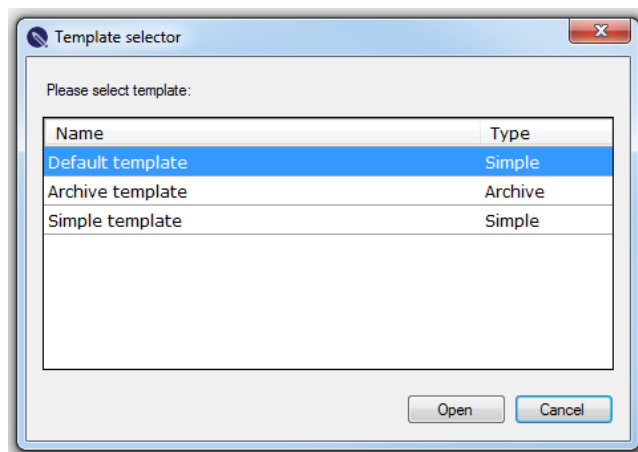 Template selector
Please select template:
Name Type
Default template Simple
Archive template Archive
Simple template Simple
Open Cancel